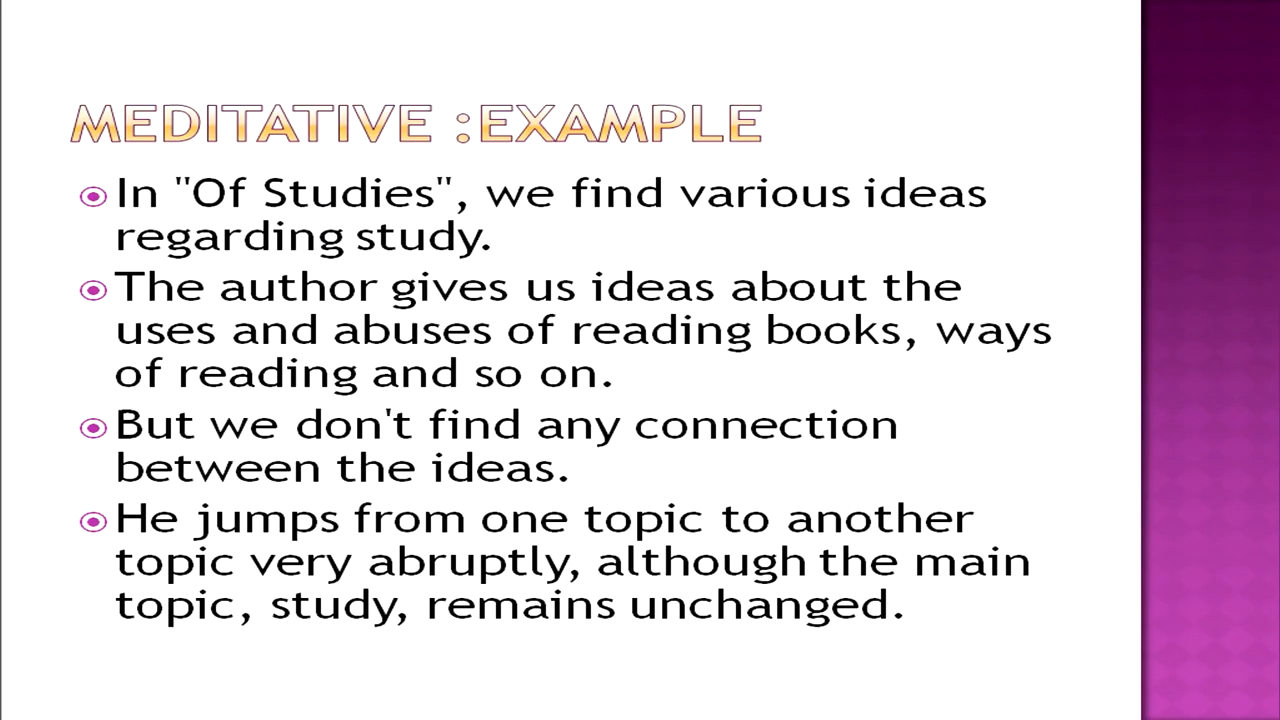 MEDITATIVE :EXAMPLE
In "Of Studies", we find various ideas
regarding study.
The author gives us ideas about the
uses and abuses of reading books, ways
of reading and so on.
But we don't find any connection
between the ideas.
He jumps from one topic to another
topic very abruptly, although the main
topic, study, remains unchanged.